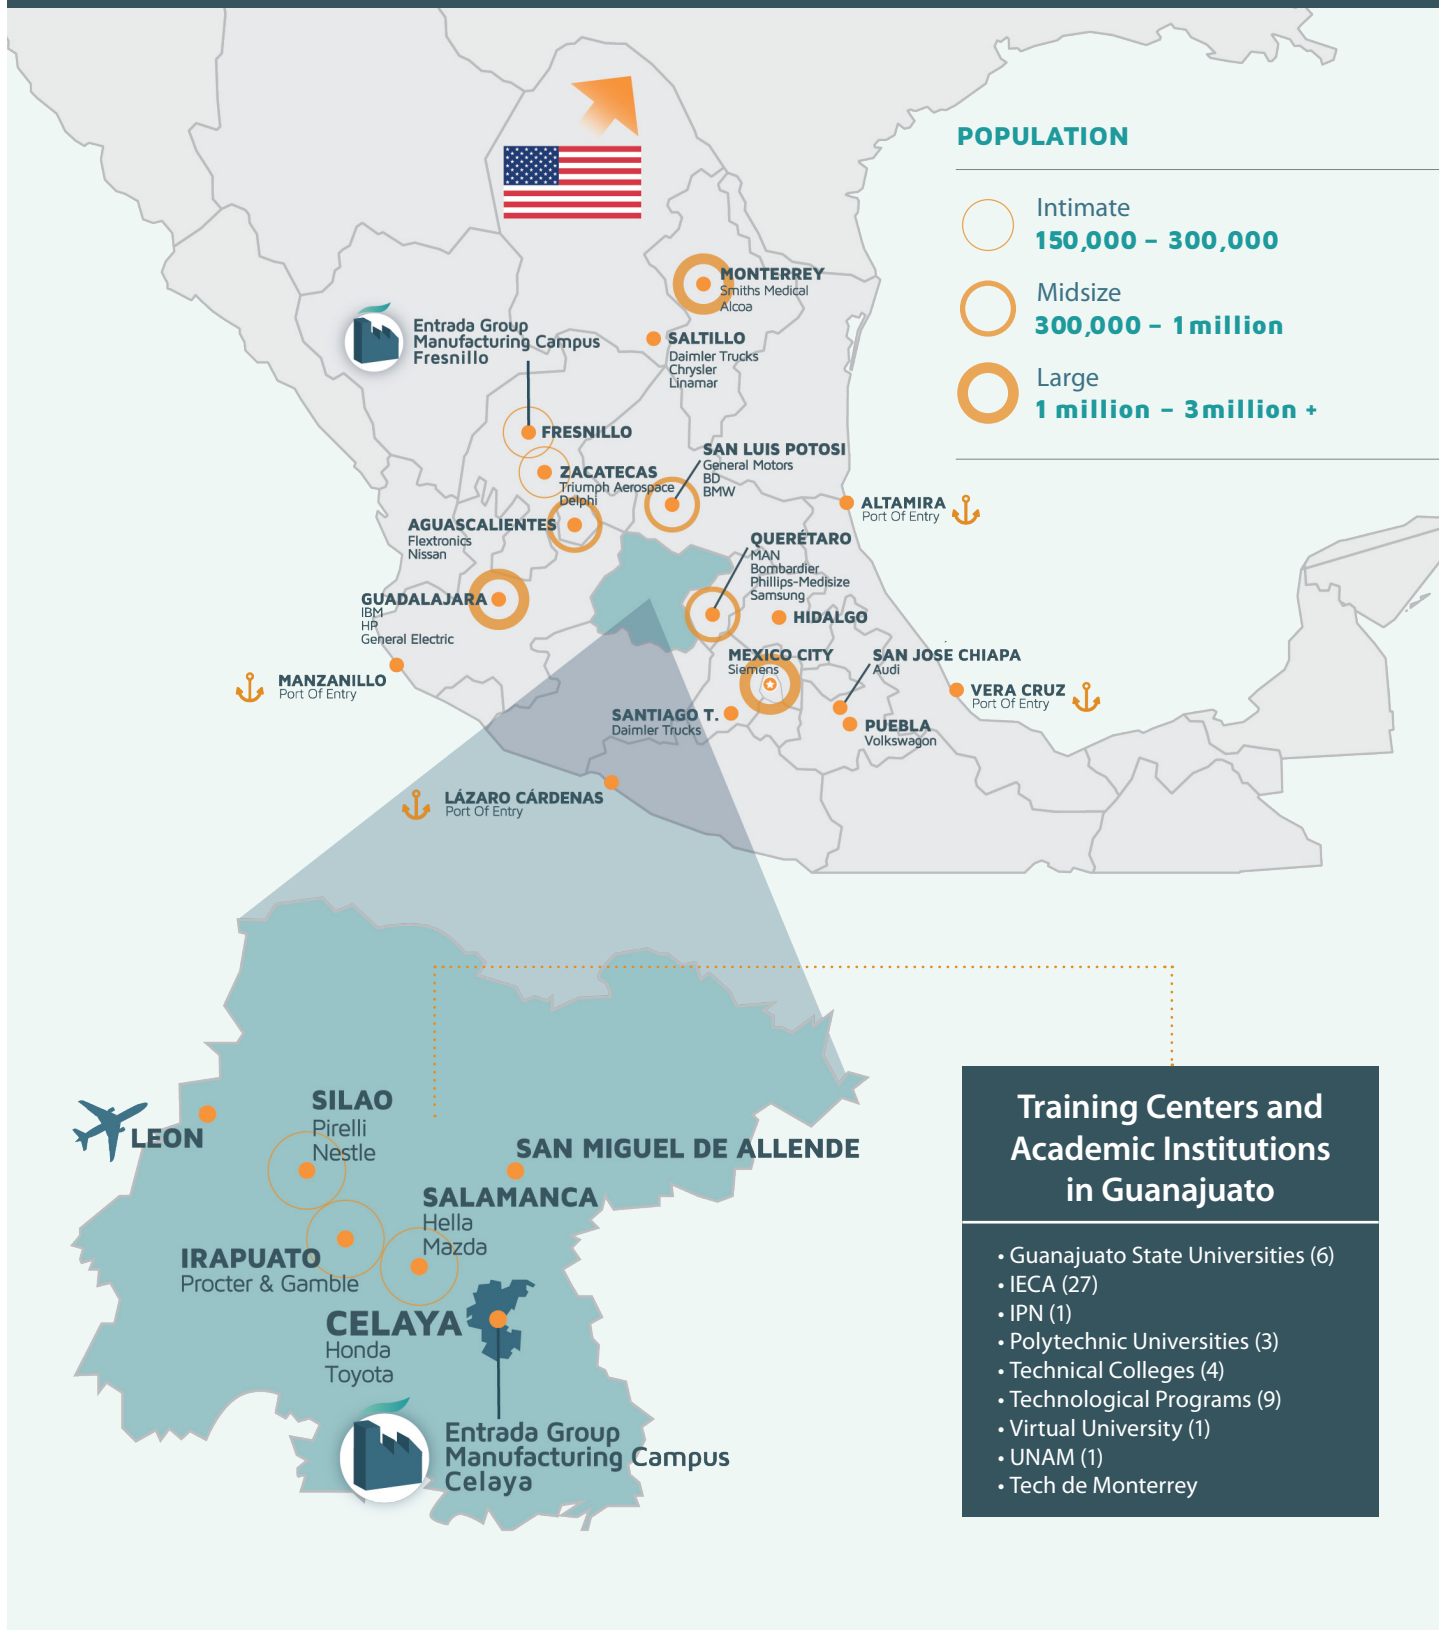 POPULATION
Intimate
150,000 – 300,000
Midsize
300,000 – 1 million
Large
1 million – 3 million +
MONTERREY
Smiths Medical
Alcoa
Entrada Group
Manufacturing Campus
Fresnillo
SALTILLO
Daimler Trucks
Chrysler
Linamar
FRESNILLO
ZACATECAS
Triumph Aerospace
Delphi
SAN LUIS POTOSI
General Motors
BD
BMW
ALTAMIRA
Port Of Entry
AGUASCALIENTES
Flextronics
Nissan
QUERÉTARO
MAN
Bombardier
Phillips-Medisize
Samsung
GUADALAJARA
IBM
HP
General Electric
HIDALGO
MEXICO CITY
Siemens
SAN JOSE CHIAPA
Audi
MANZANILLO
Port Of Entry
VERA CRUZ
Port Of Entry
SANTIAGO T.
Daimler Trucks
PUEBLA
Volkswagon
LÁZARO CÁRDENAS
Port Of Entry
LEON
SILAO
Pirelli
Nestle
SAN MIGUEL DE ALLENDE
SALAMANCA
Hella
Mazda
IRAPUATO
Procter & Gamble
CELAYA
Honda
Toyota
Entrada Group
Manufacturing Campus
Celaya
Training Centers and
Academic Institutions
in Guanajuato
• Guanajuato State Universities (6)
• IECA (27)
• IPN (1)
• Polytechnic Universities (3)
• Technical Colleges (4)
• Technological Programs (9)
• Virtual University (1)
• UNAM (1)
• Tech de Monterrey